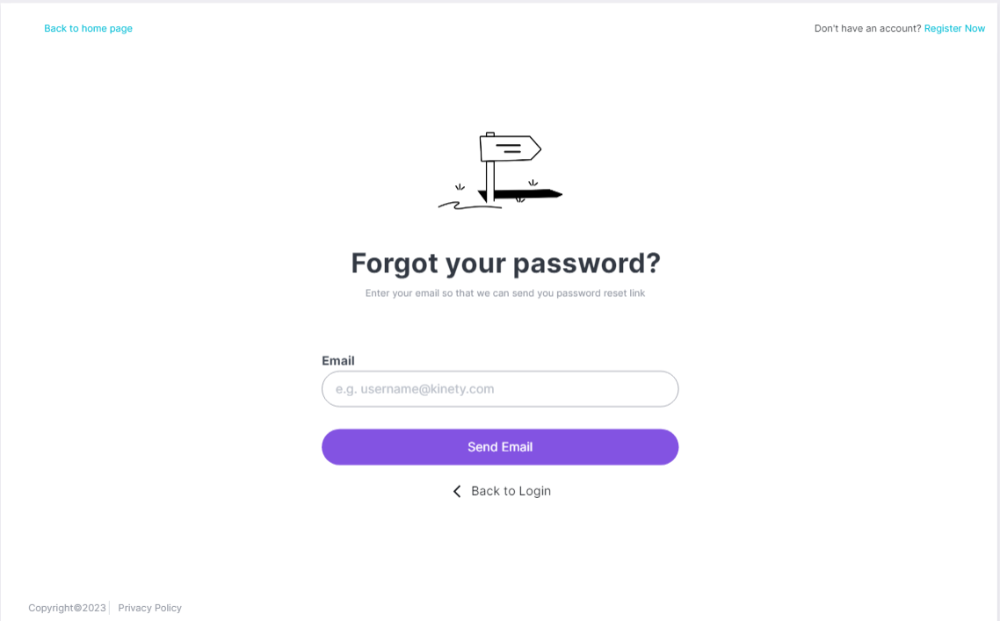 Back to home page
Don't have an account? Register Now
Forgot your password?
Enter your email so that we can send you password reset link
Email
e.g. username@kinety.com
Send Email
Back to Login
Copyright©2023 Privacy Policy